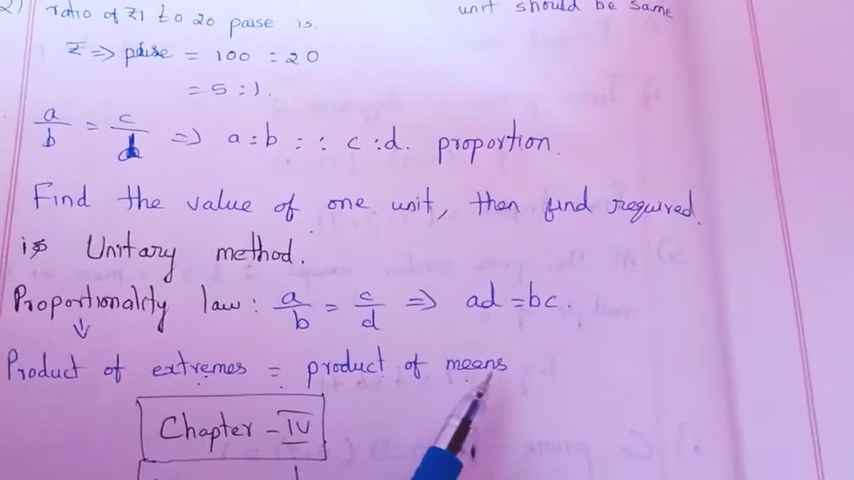 2) ratio of ₹1 to 20 paise is.
unit should be same
₹ => paise = 100 : 20
= 5 : 1.
a/b = c/d => a : b : : c : d. proportion.
Find the value of one unit, then find required.
is Unitary method.
Proportionality law : a/b = c/d => ad = bc.
↓
Product of extremes = product of means
Chapter - IV